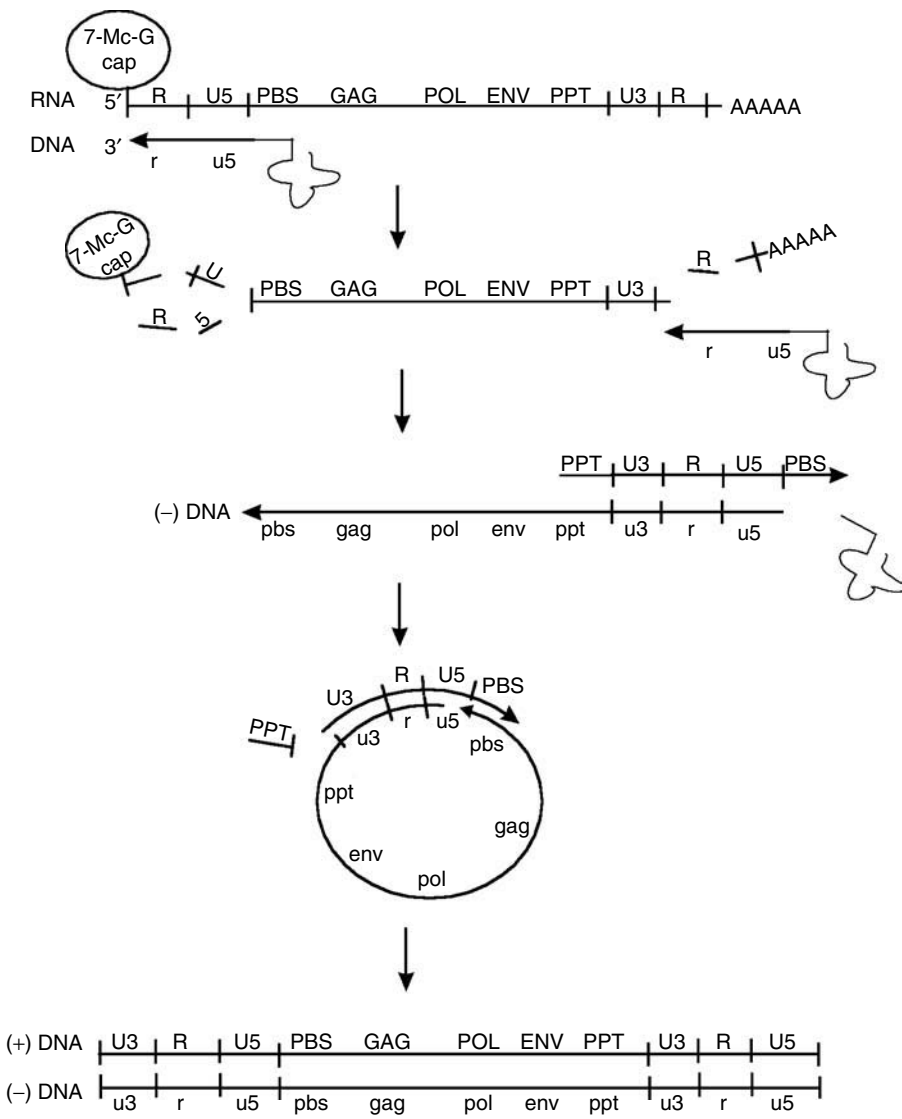 7-Mc-G
cap
RNA 5′ R U5 PBS GAG POL ENV PPT U3 R AAAAA
DNA 3′ r u5
7-Mc-G
cap
U
R 5
PBS GAG POL ENV PPT U3
R AAAAA
r u5
PPT U3 R U5 PBS
(–) DNA
pbs gag pol env ppt u3 r u5
U3 R U5 PBS
PPT
u3 r u5
pbs
ppt
gag
env
pol
(+) DNA U3 R U5 PBS GAG POL ENV PPT U3 R U5
(–) DNA u3 r u5 pbs gag pol env ppt u3 r u5